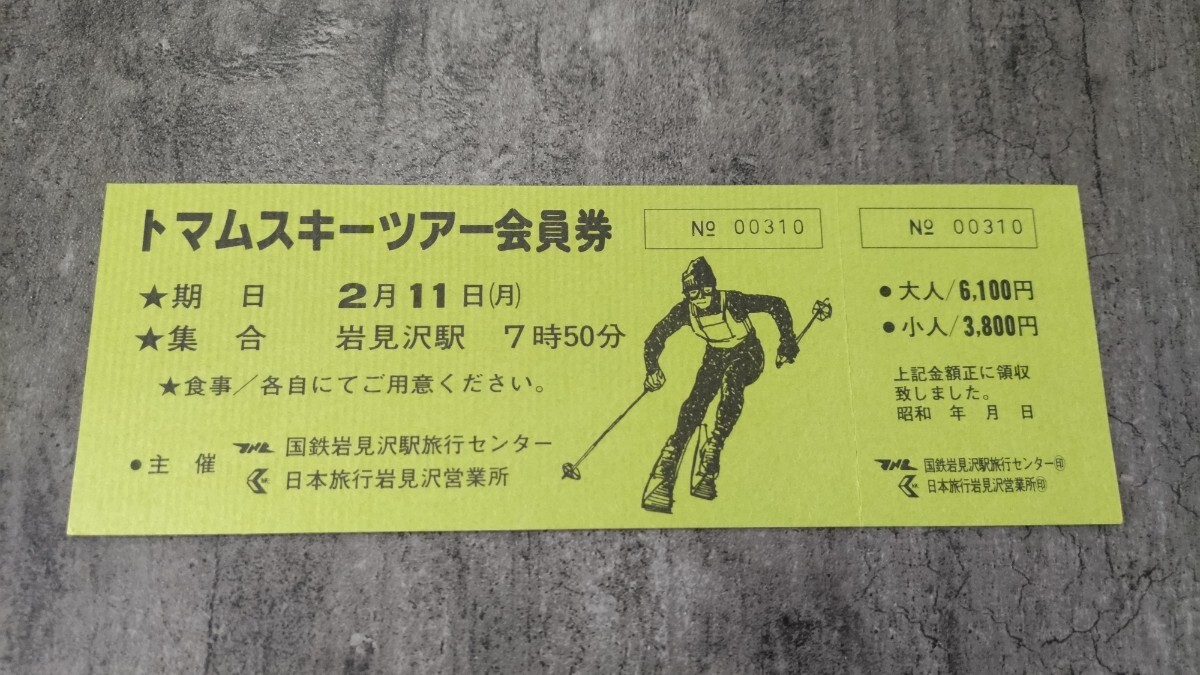 トマムスキーツアー会員券
№ 00310
★期　日　2月11日(月)
★集　合　岩見沢駅　7時50分
★食事／各自にてご用意ください。
●主　催
JNR 国鉄岩見沢駅旅行センター
日本旅行岩見沢営業所
№ 00310
●大人／6,100円
●小人／3,800円
上記金額正に領収
致しました。
昭和　年　月　日
JNR 国鉄岩見沢駅旅行センター㊞
日本旅行岩見沢営業所㊞